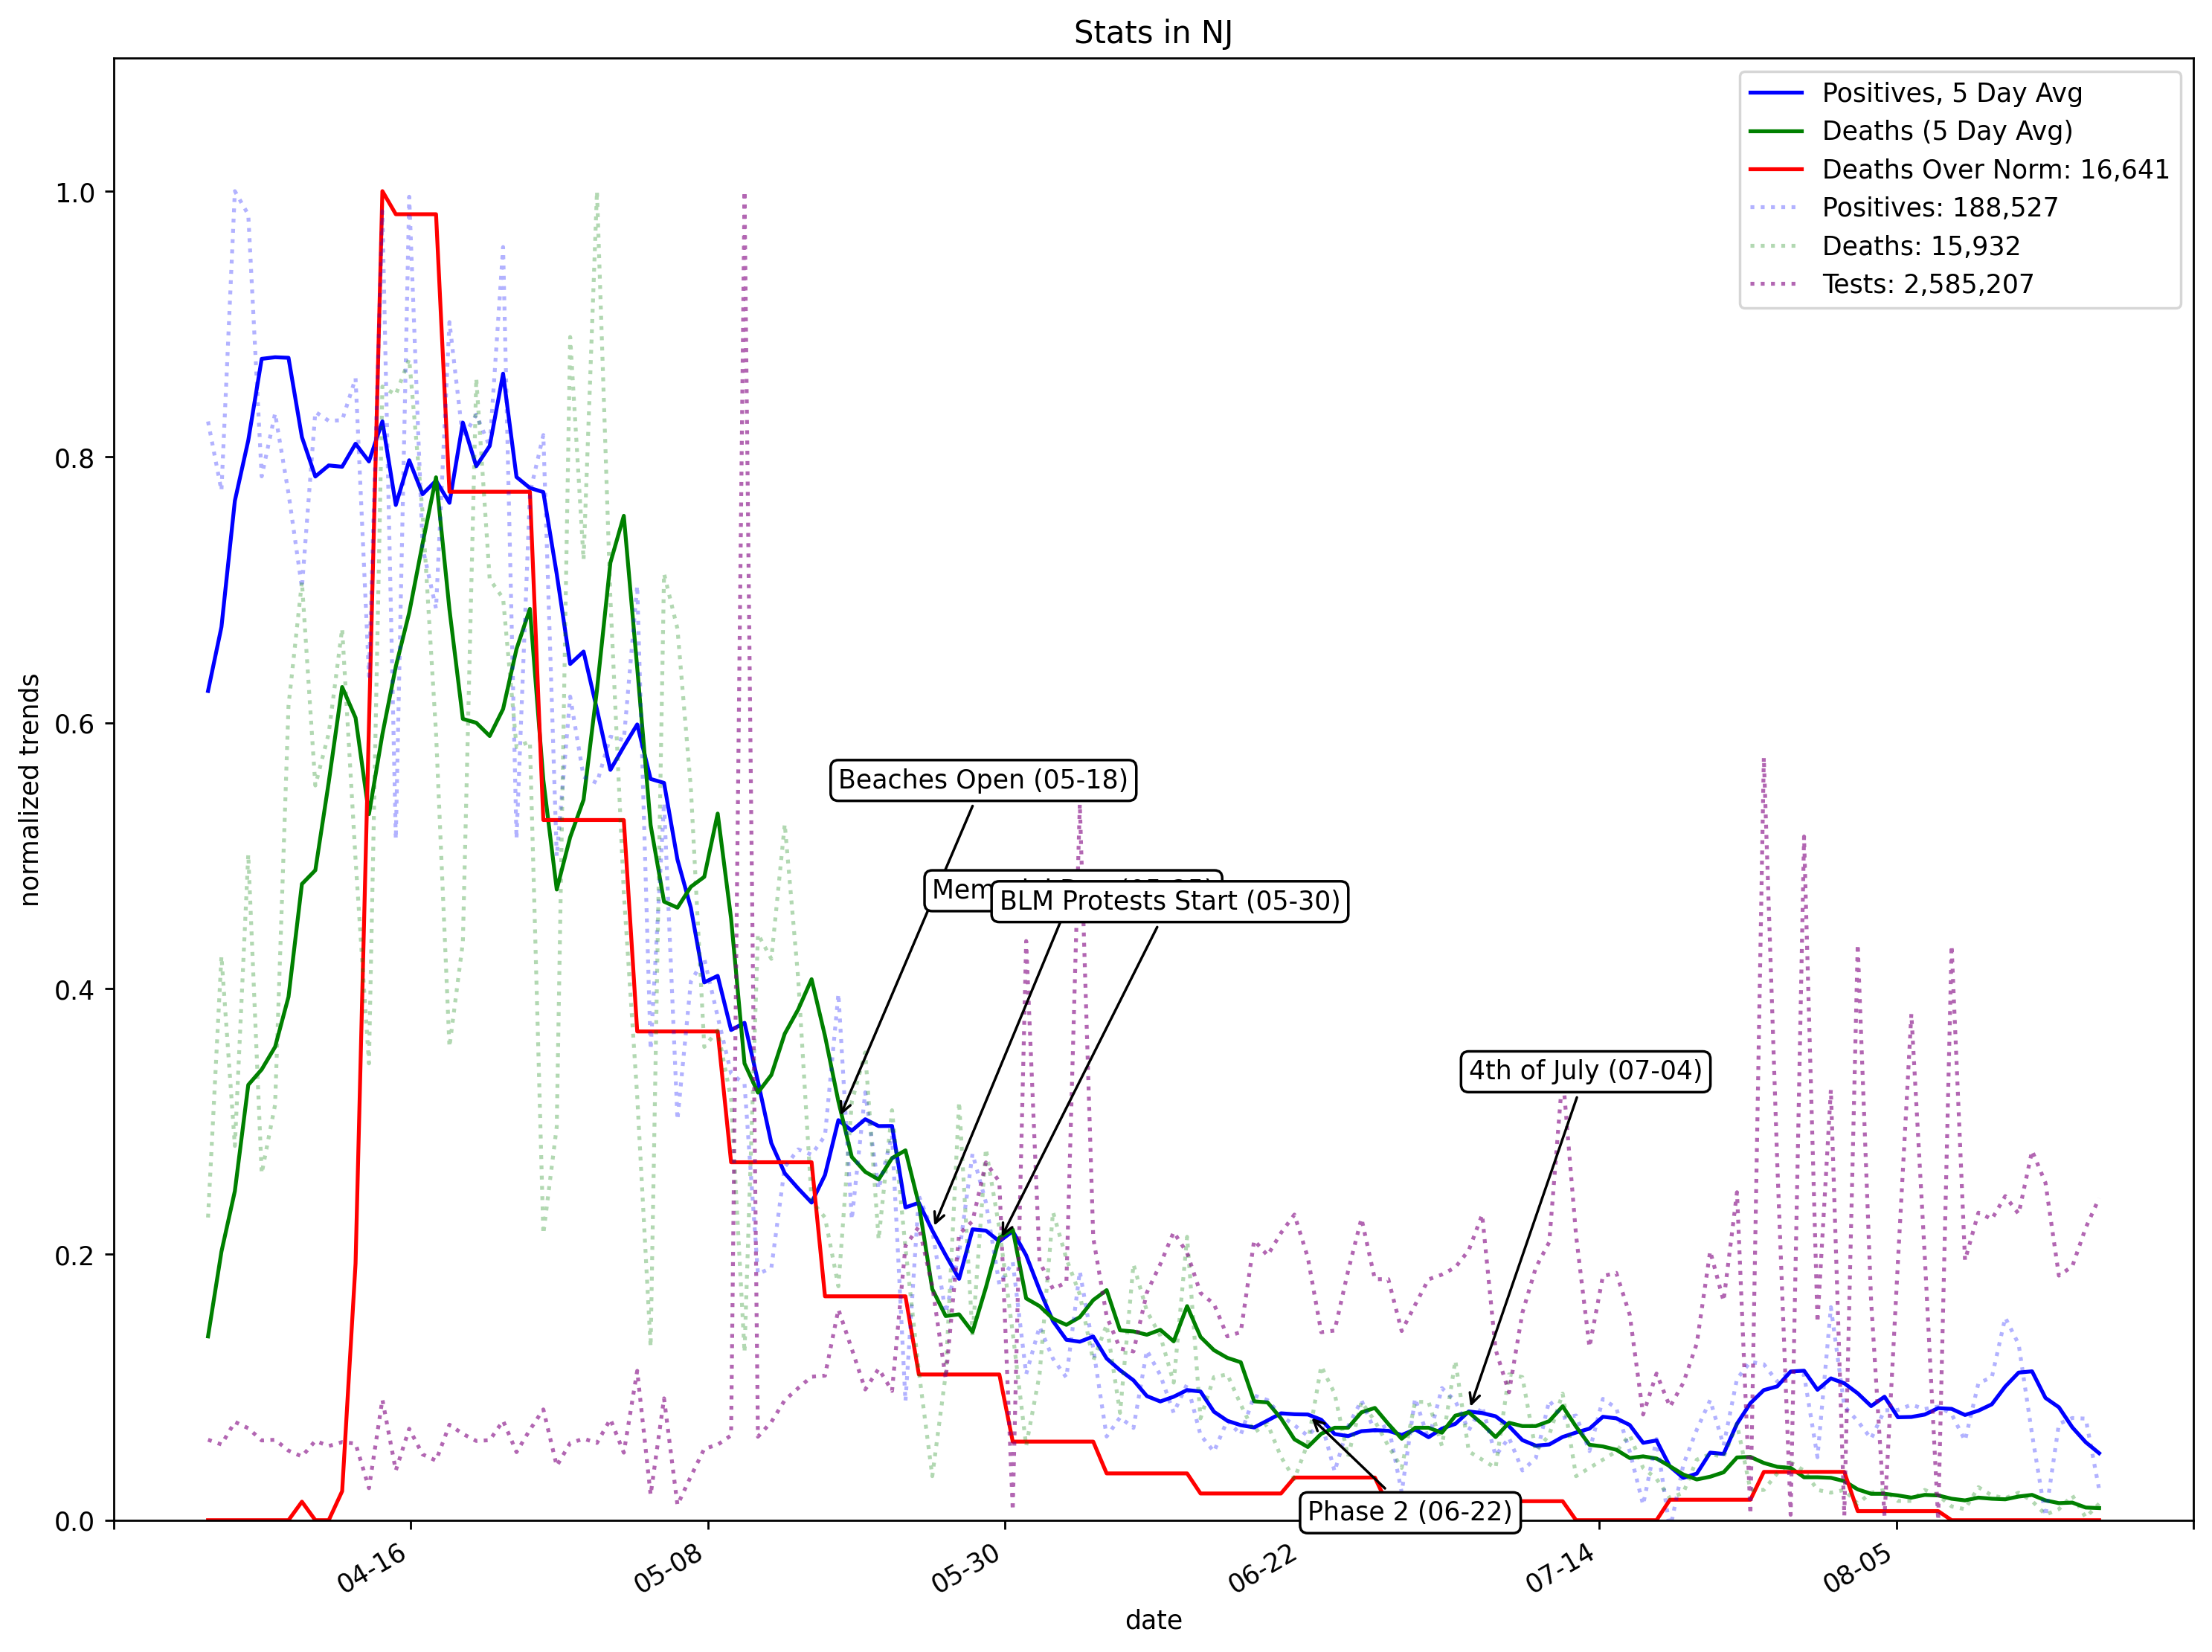 Stats in NJ
Positives, 5 Day Avg
Deaths (5 Day Avg)
Deaths Over Norm: 16,641
Positives: 188,527
Deaths: 15,932
Tests: 2,585,207
normalized trends
1.0
0.8
0.6
0.4
0.2
0.0
Beaches Open (05-18)
BLM Protests Start (05-30)
4th of July (07-04)
Phase 2 (06-22)
04-16
05-08
05-30
06-22
07-14
08-05
date